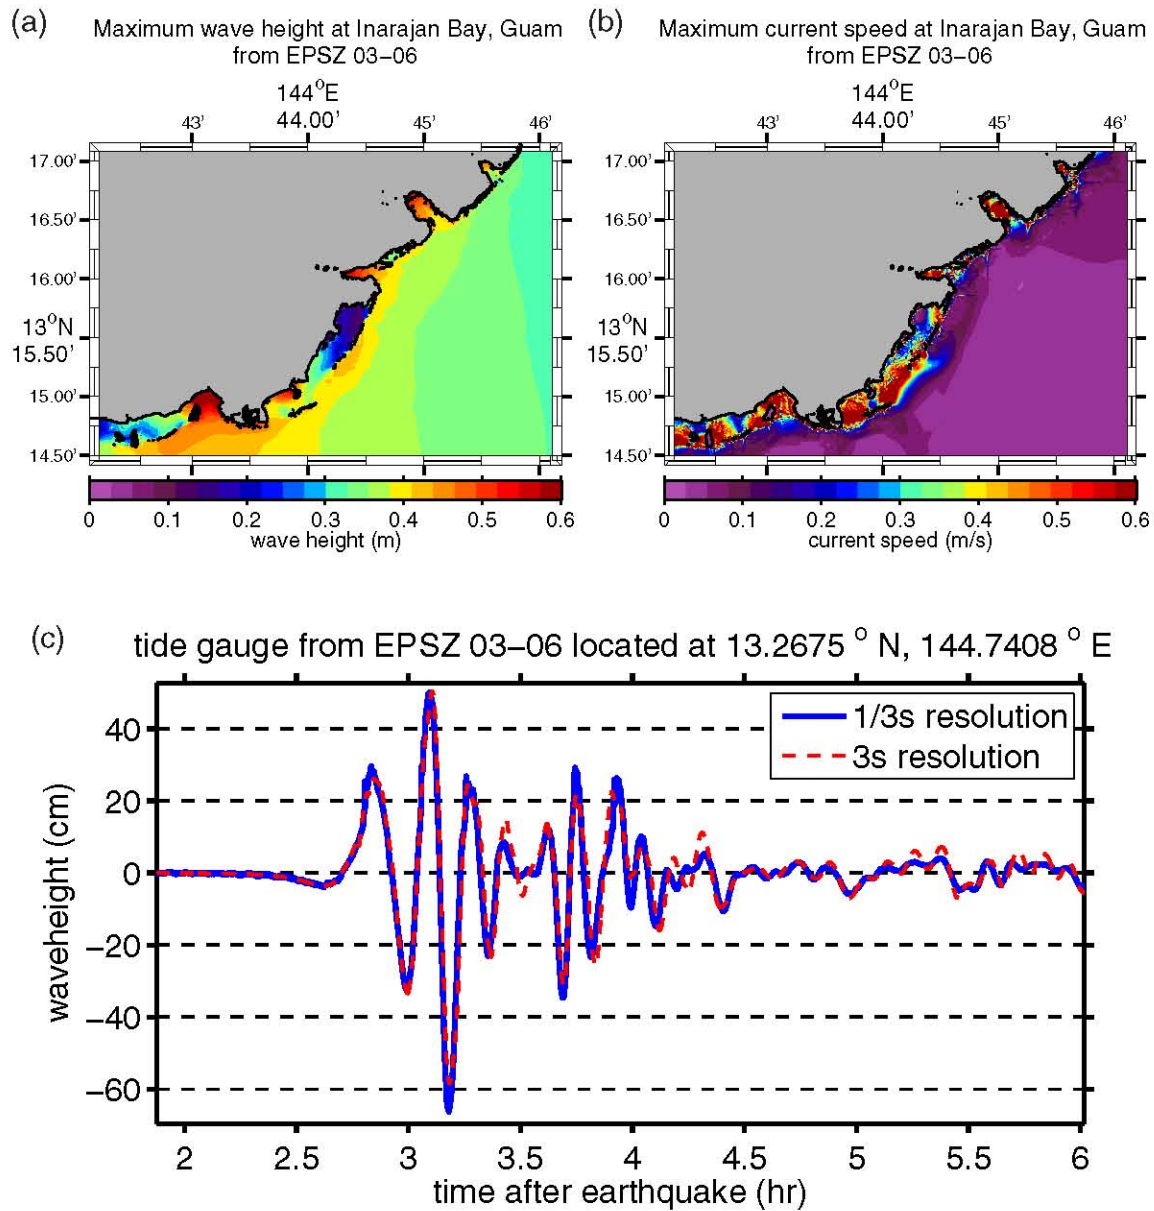 (a)
Maximum wave height at Inarajan Bay, Guam
from EPSZ 03-06
144°E
43' 44.00' 45' 46'
17.00'
16.50'
16.00'
13°N
15.50'
15.00'
14.50'
0 0.1 0.2 0.3 0.4 0.5 0.6
wave height (m)
(b)
Maximum current speed at Inarajan Bay, Guam
from EPSZ 03-06
144°E
43' 44.00' 45' 46'
17.00'
16.50'
16.00'
13°N
15.50'
15.00'
14.50'
0 0.1 0.2 0.3 0.4 0.5 0.6
current speed (m/s)
(c)
tide gauge from EPSZ 03-06 located at 13.2675 ° N, 144.7408 ° E
1/3s resolution
3s resolution
40
20
0
-20
-40
-60
waveheight (cm)
2 2.5 3 3.5 4 4.5 5 5.5 6
time after earthquake (hr)